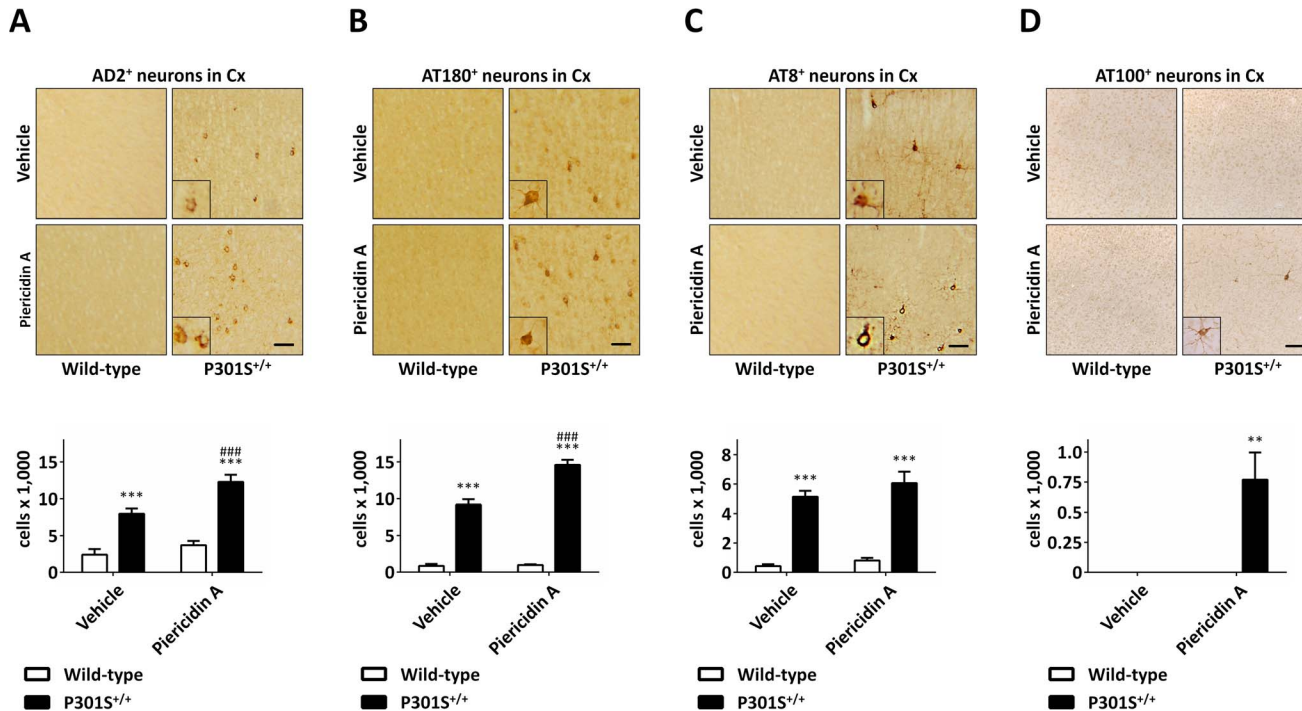 A
AD2⁺ neurons in Cx
Vehicle
Piericidin A
Wild-type P301S⁺/⁺
cells x 1,000
15
10
5
0
***
###
***
Vehicle
Piericidin A
Wild-type
P301S⁺/⁺
B
AT180⁺ neurons in Cx
Vehicle
Piericidin A
Wild-type P301S⁺/⁺
cells x 1,000
15
10
5
0
***
###
***
Vehicle
Piericidin A
Wild-type
P301S⁺/⁺
C
AT8⁺ neurons in Cx
Vehicle
Piericidin A
Wild-type P301S⁺/⁺
cells x 1,000
8
6
4
2
0
***
***
Vehicle
Piericidin A
Wild-type
P301S⁺/⁺
D
AT100⁺ neurons in Cx
Vehicle
Piericidin A
Wild-type P301S⁺/⁺
cells x 1,000
1.0
0.75
0.5
0.25
0
**
Vehicle
Piericidin A
Wild-type
P301S⁺/⁺